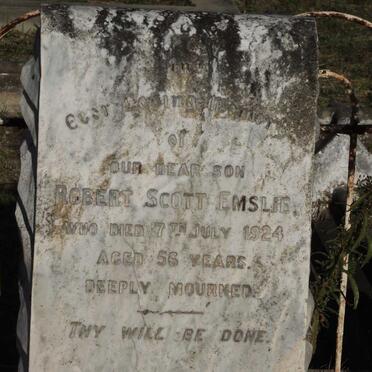 of
OUR DEAR SON
ROBERT SCOTT EMSLIE.
WHO DIED 7TH JULY 1924
AGED 56 YEARS.
DEEPLY MOURNED.
THY WILL BE DONE.